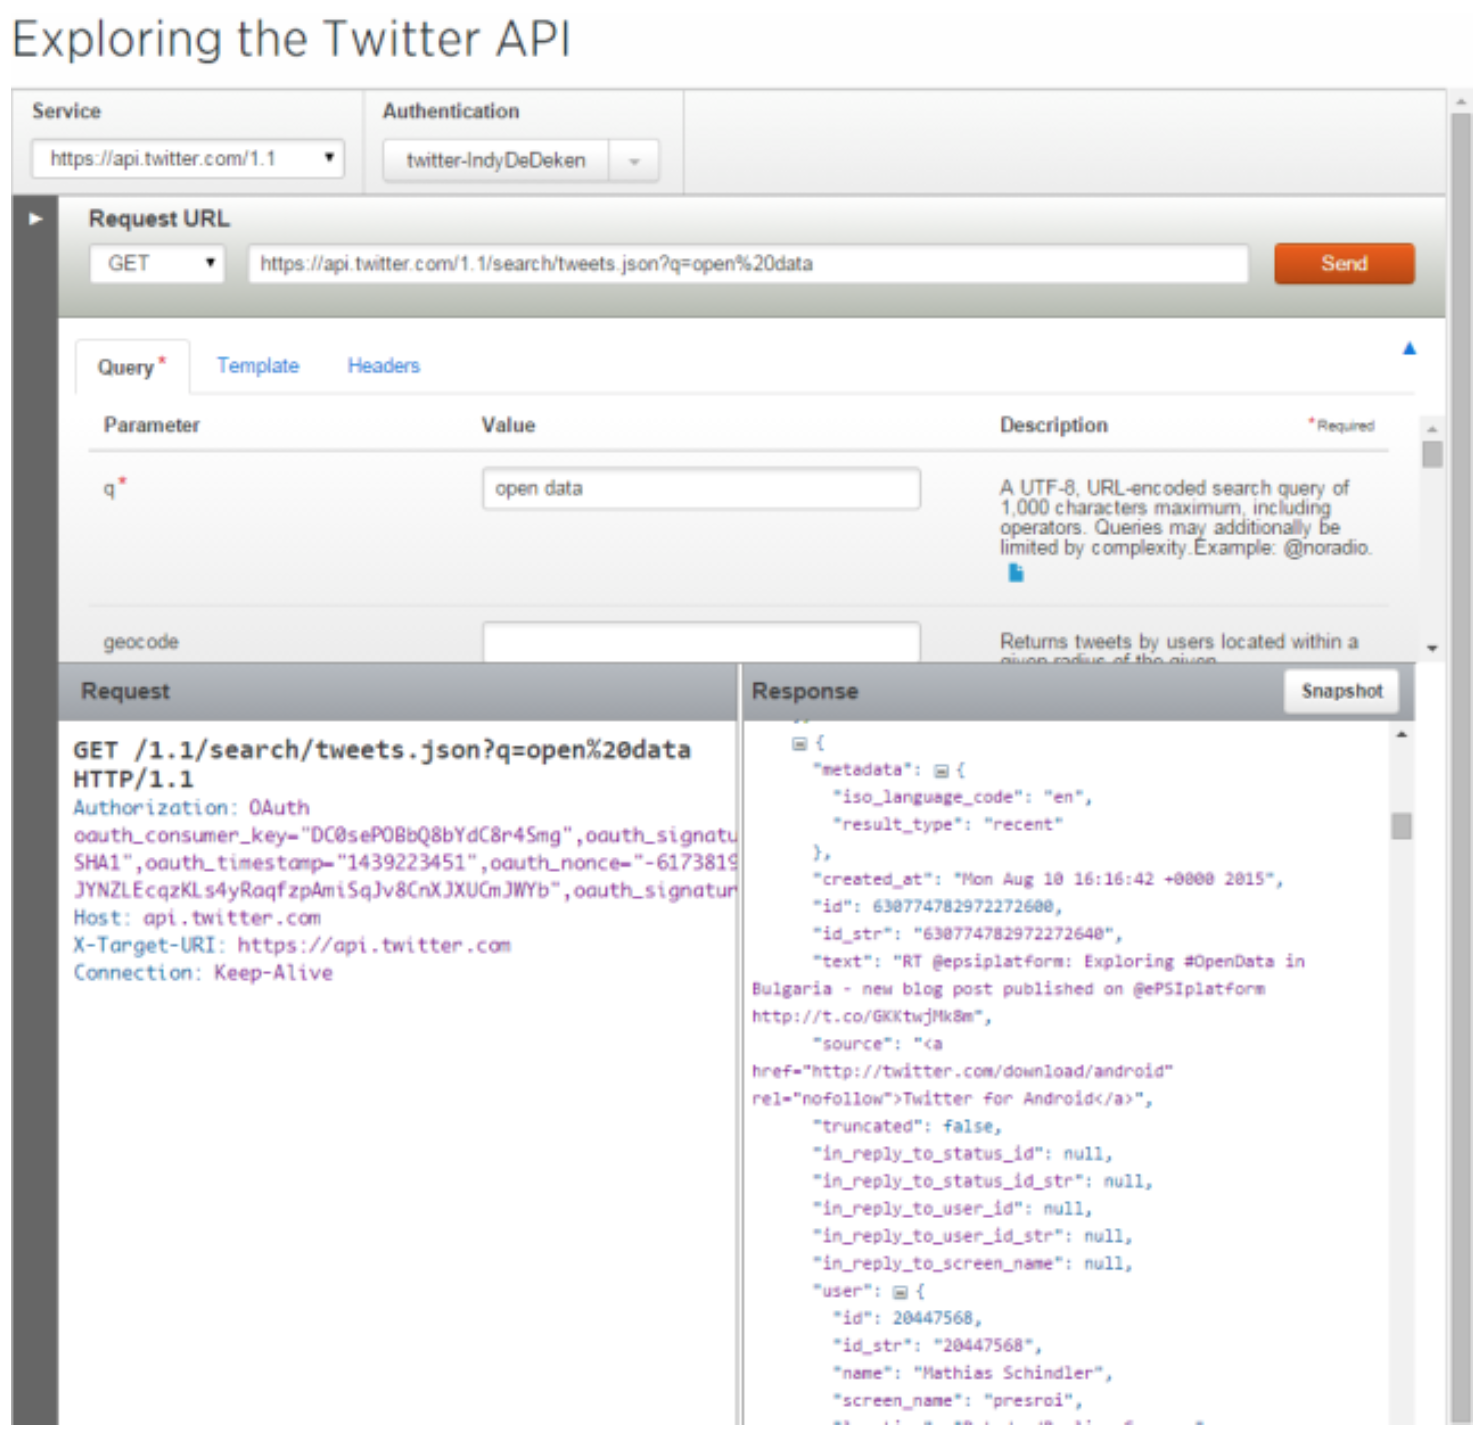 Exploring the Twitter API
Service
Authentication
https://api.twitter.com/1.1
twitter-IndyDeDeken
Request URL
GET
https://api.twitter.com/1.1/search/tweets.json?q=open%20data
Send
Query*
Template
Headers
Parameter
Value
Description
*Required
q*
open data
A UTF-8, URL-encoded search query of
1,000 characters maximum, including
operators. Queries may additionally be
limited by complexity.Example: @noradio.
geocode
Returns tweets by users located within a
given radius of the given
Request
GET /1.1/search/tweets.json?q=open%20data
HTTP/1.1
Authorization: OAuth
oauth_consumer_key="DC0sePOBbQ8bYdC8r4Smg",oauth_signatu
SHA1",oauth_timestamp="1439223451",oauth_nonce="-6173819
JYNZLEcqzKLs4yRaqfzpAmiSqJv8CnXJXUCmJWYb",oauth_signatur
Host: api.twitter.com
X-Target-URI: https://api.twitter.com
Connection: Keep-Alive
Response
Snapshot
{
"metadata": {
"iso_language_code": "en",
"result_type": "recent"
},
"created_at": "Mon Aug 10 16:16:42 +0000 2015",
"id": 630774782972272600,
"id_str": "630774782972272640",
"text": "RT @epsiplatform: Exploring #OpenData in
Bulgaria - new blog post published on @ePSIplatform
http://t.co/GKKtwjMk8m",
"source": "<a
href="http://twitter.com/download/android"
rel="nofollow">Twitter for Android</a>",
"truncated": false,
"in_reply_to_status_id": null,
"in_reply_to_status_id_str": null,
"in_reply_to_user_id": null,
"in_reply_to_user_id_str": null,
"in_reply_to_screen_name": null,
"user": {
"id": 20447568,
"id_str": "20447568",
"name": "Mathias Schindler",
"screen_name": "presroi",